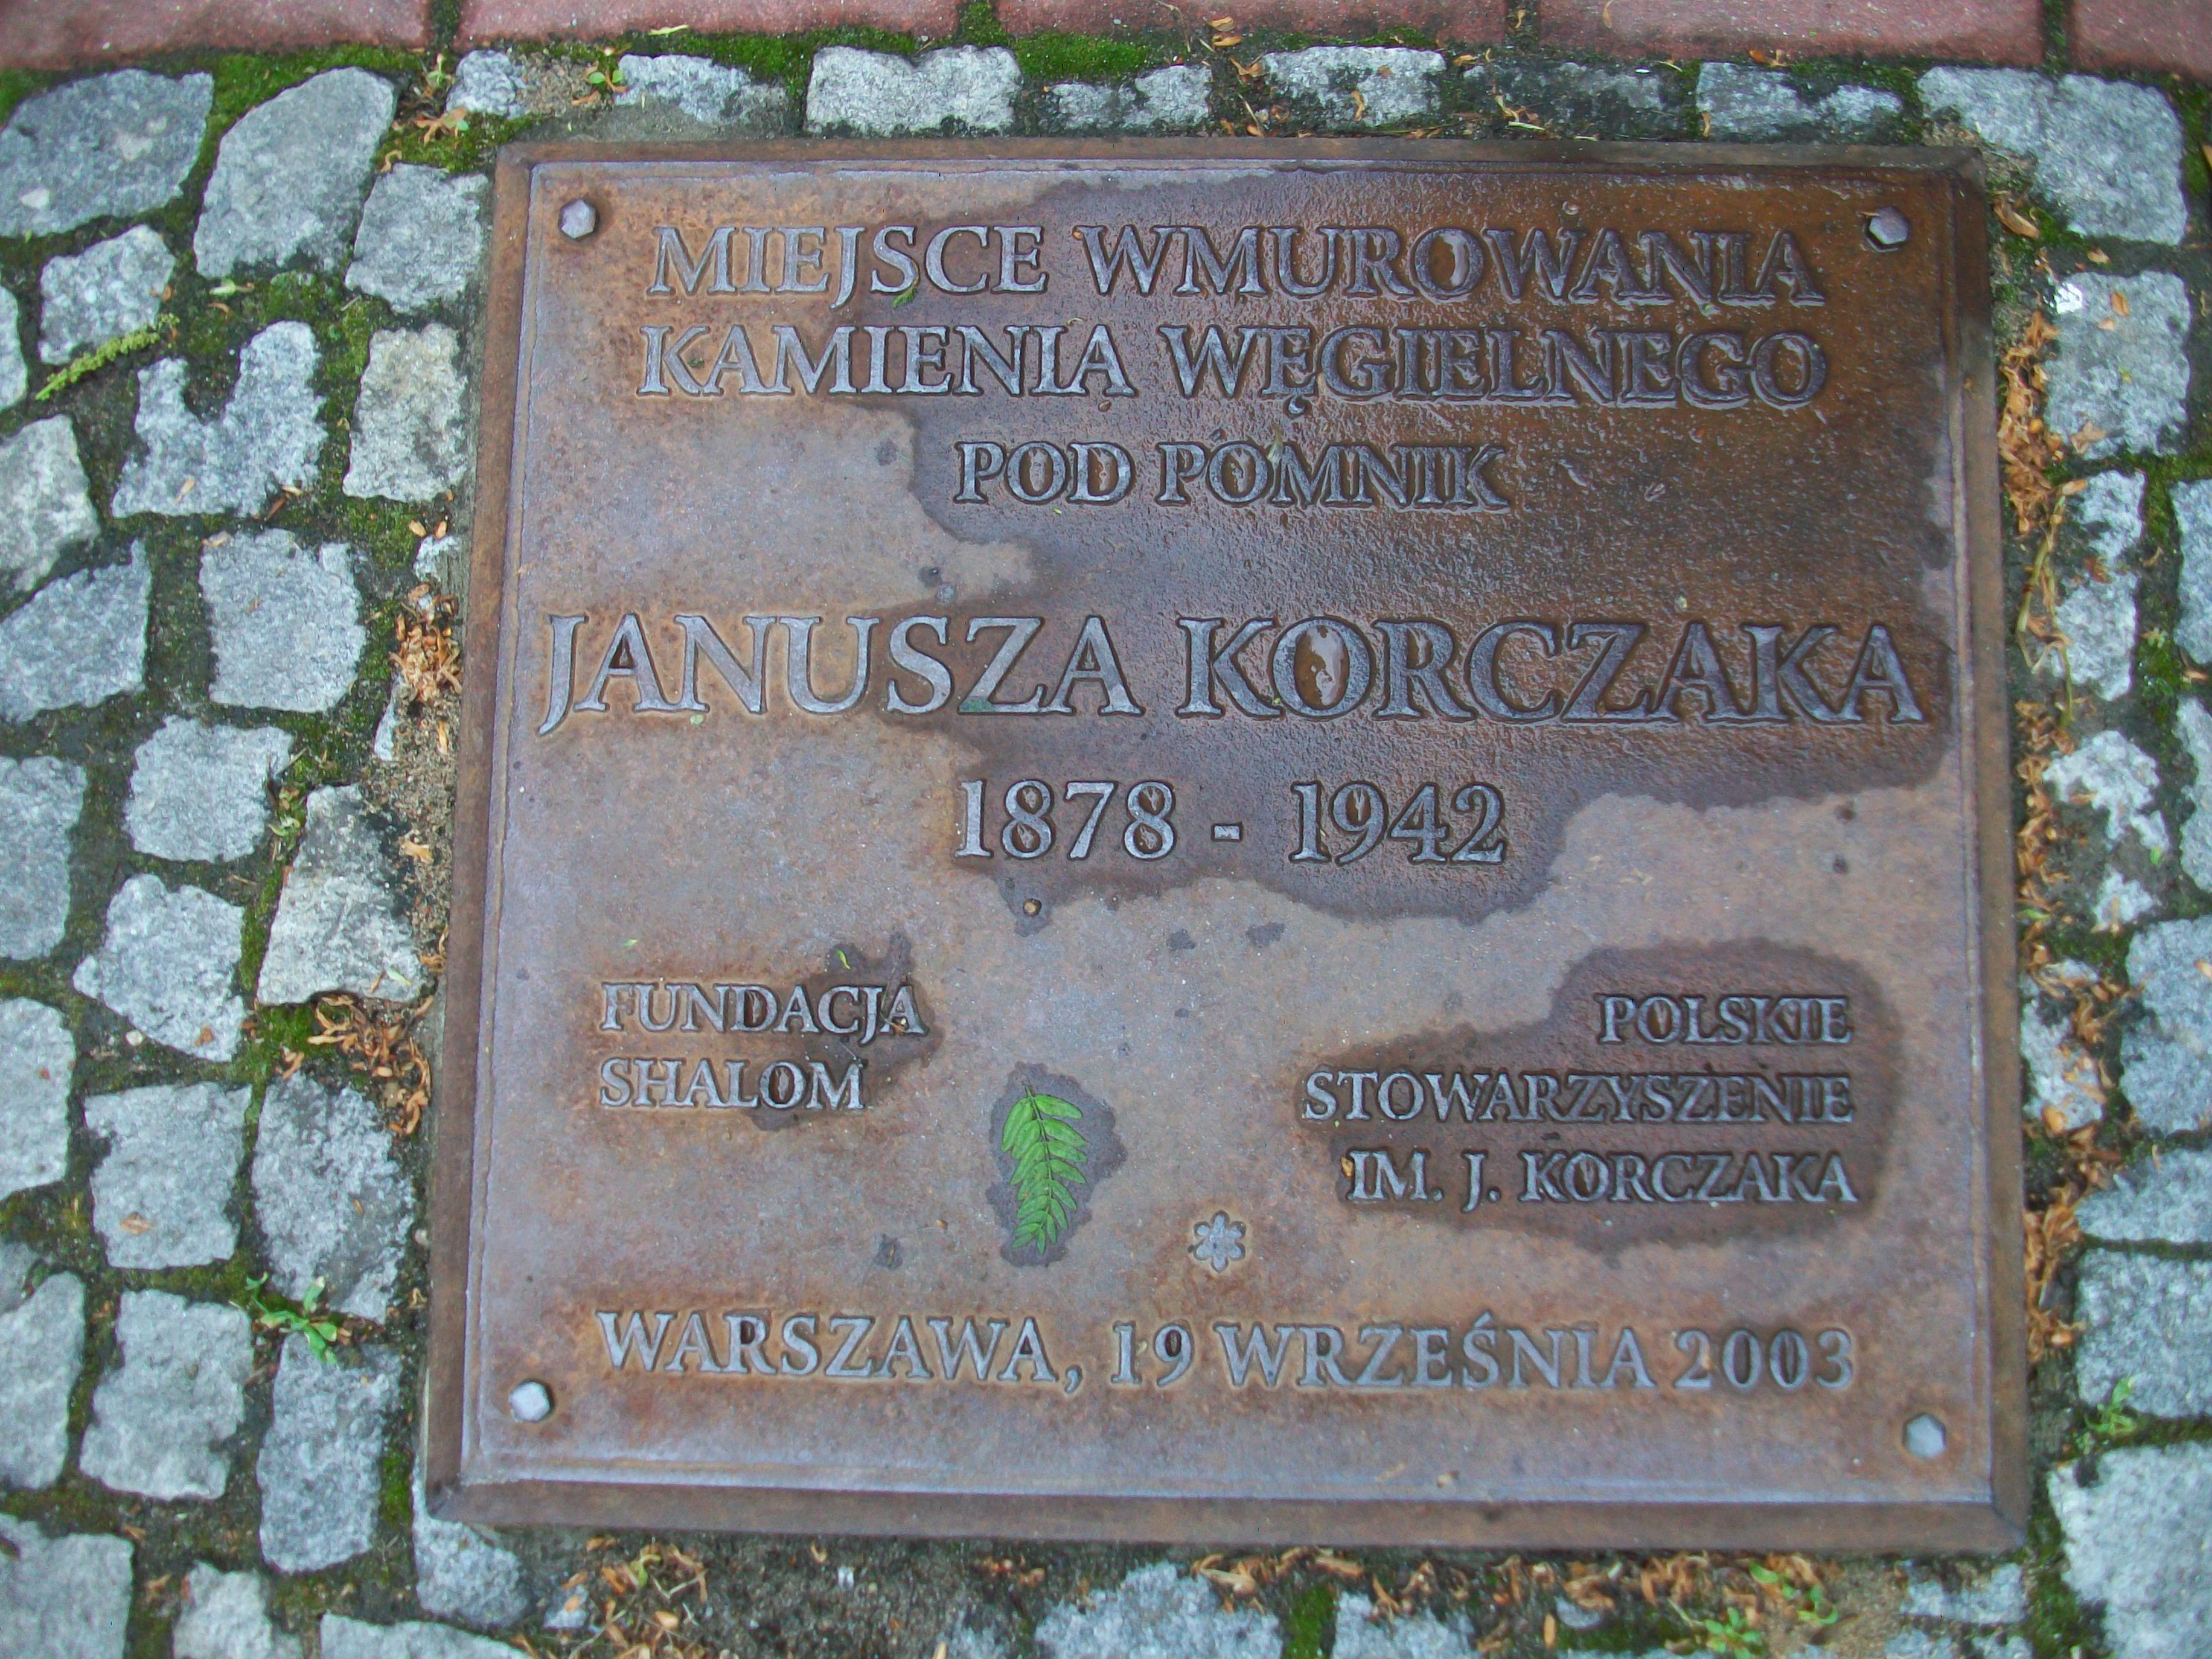 MIEJSCE WMUROWANIA
KAMIENIA WĘGIELNEGO
POD POMNIK
JANUSZA KORCZAKA
1878 - 1942
FUNDACJA
SHALOM
POLSKIE
STOWARZYSZENIE
IM. J. KORCZAKA
WARSZAWA, 19 WRZEŚNIA 2003